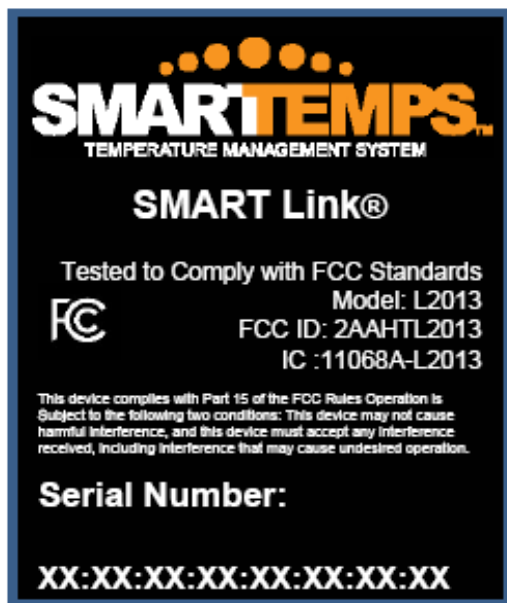 SMARTTEMPS™
TEMPERATURE MANAGEMENT SYSTEM
SMART Link®
Tested to Comply with FCC Standards
Model: L2013
FC
FCC ID: 2AAHTL2013
IC :11068A-L2013
This device complies with Part 15 of the FCC Rules Operation is
Subject to the following two conditions: This device may not cause
harmful interference, and this device must accept any interference
received, including interference that may cause undesired operation.
Serial Number:
XX:XX:XX:XX:XX:XX:XX:XX